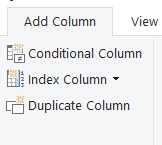 Add Column View
Conditional Column
Index Column
Duplicate Column